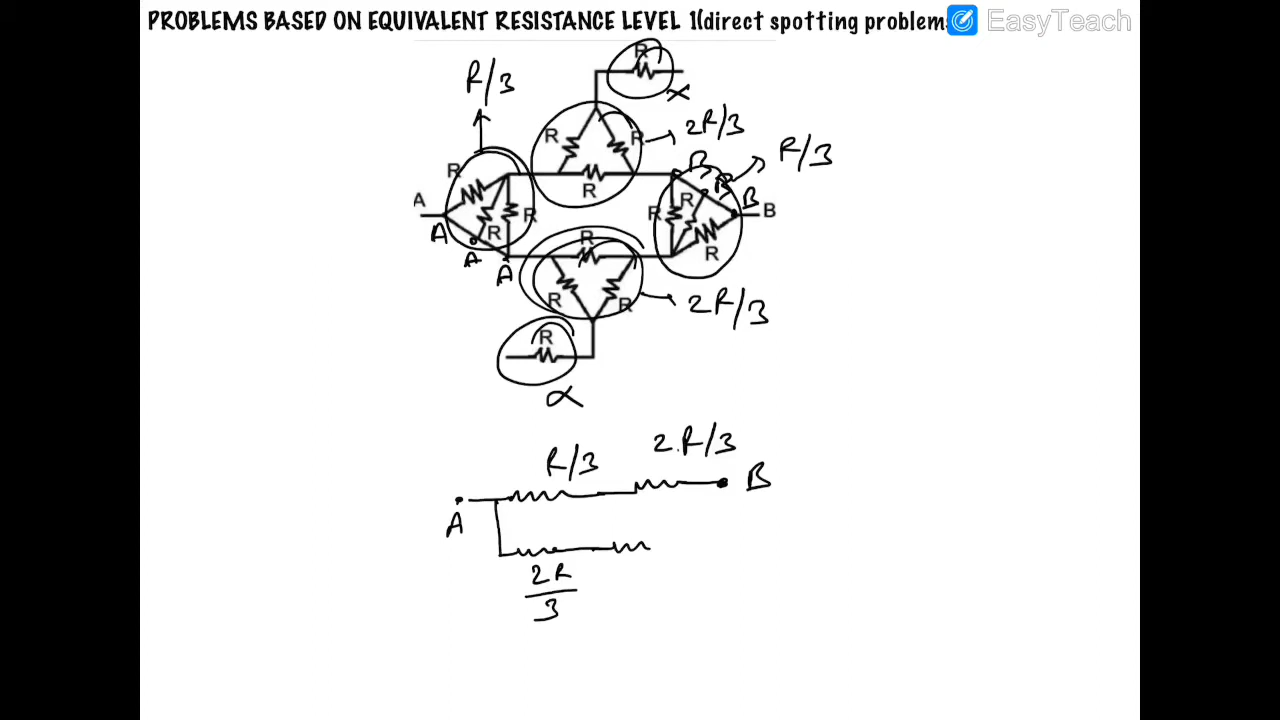 PROBLEMS BASED ON EQUIVALENT RESISTANCE LEVEL 1(direct spotting problem
EasyTeach
R
R/3
x
2R/3
R
R
B
R/3
R
R
R
B
A
R
R
R
B
A
R
R
A
R
A
R
R
2R/3
R
α
2R/3
R/3
B
A
2R
3